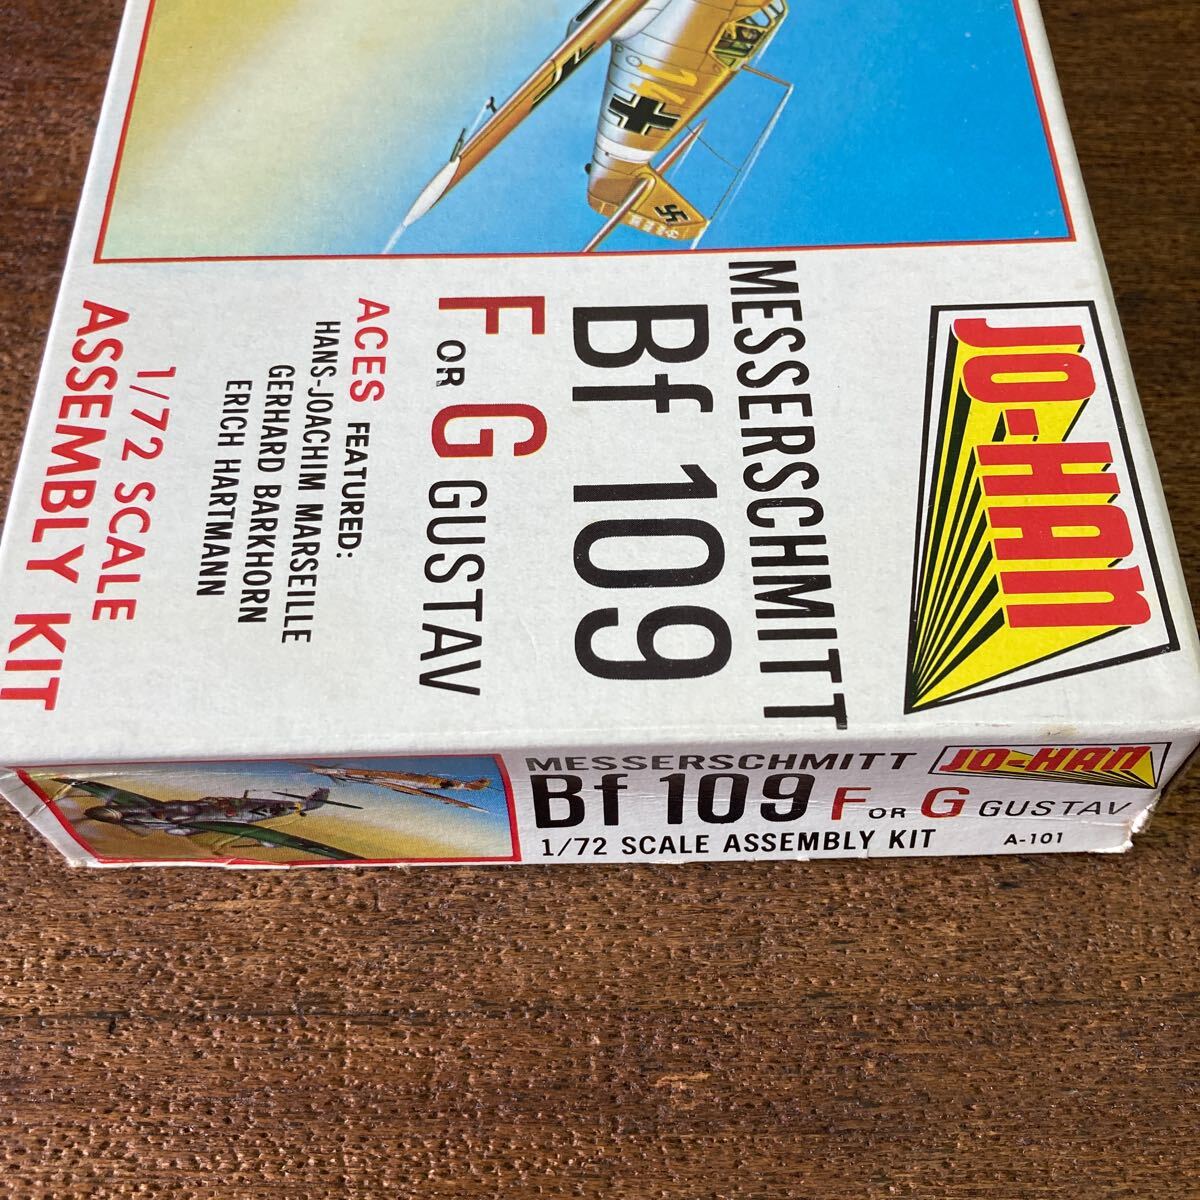 JO-HAN
MESSERSCHMITT
Bf 109
F OR G GUSTAV
ACES FEATURED:
HANS-JOACHIM MARSEILLE
GERHARD BARKHORN
ERICH HARTMANN
1/72 SCALE
ASSEMBLY KIT
14
MESSERSCHMITT
JO-HAN
Bf 109 F OR G GUSTAV
1/72 SCALE ASSEMBLY KIT
A-101